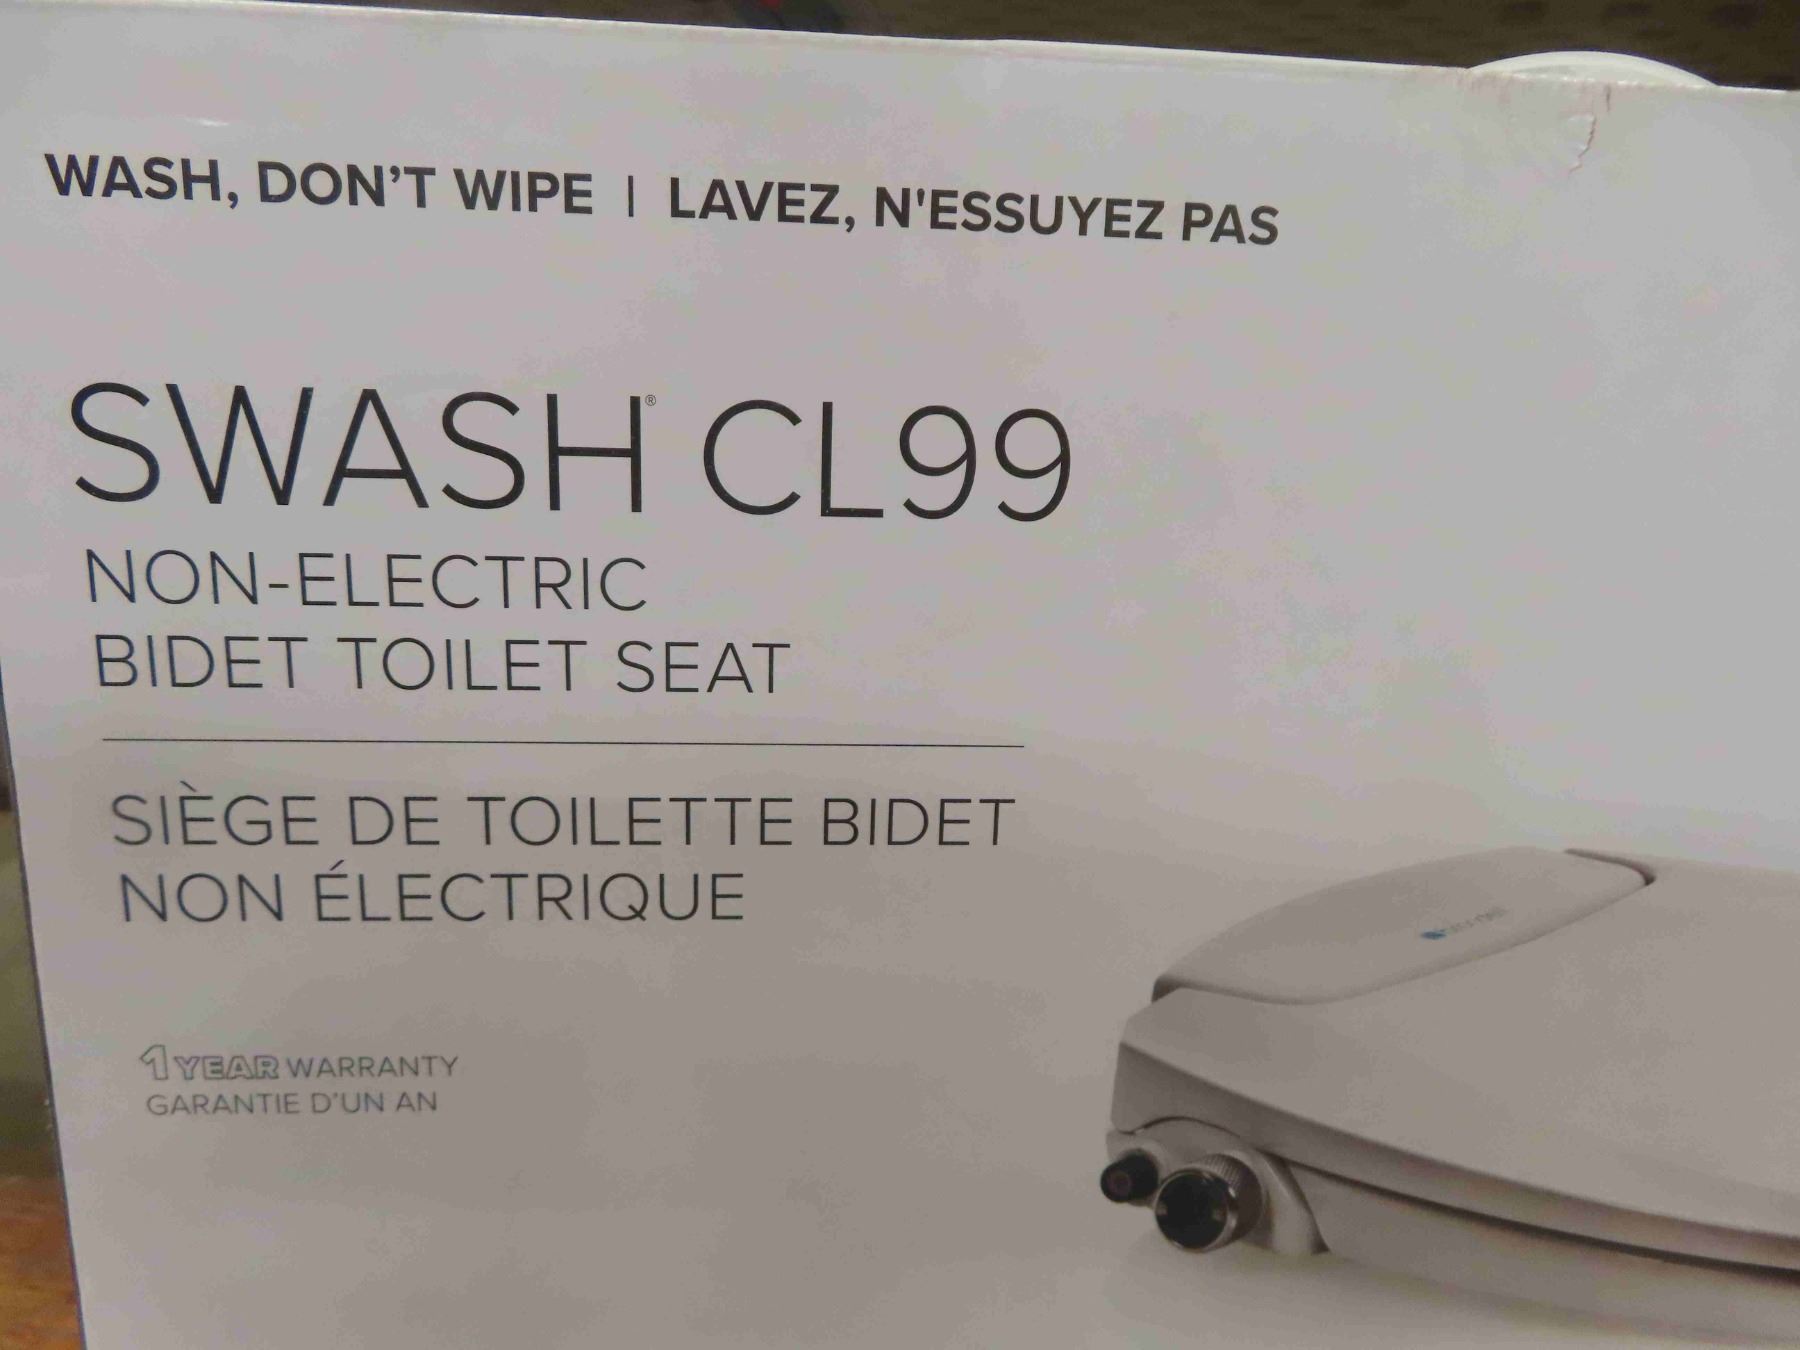 WASH, DON'T WIPE | LAVEZ, N'ESSUYEZ PAS
SWASH® CL99
NON-ELECTRIC
BIDET TOILET SEAT
SIÈGE DE TOILETTE BIDET
NON ÉLECTRIQUE
1 YEAR WARRANTY
GARANTIE D'UN AN